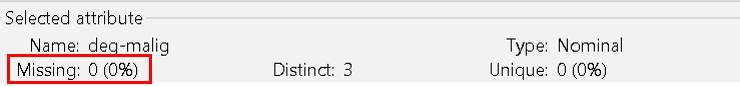 Selected attribute
Name: deg-malig Type: Nominal
Missing: 0 (0%) Distinct: 3 Unique: 0 (0%)